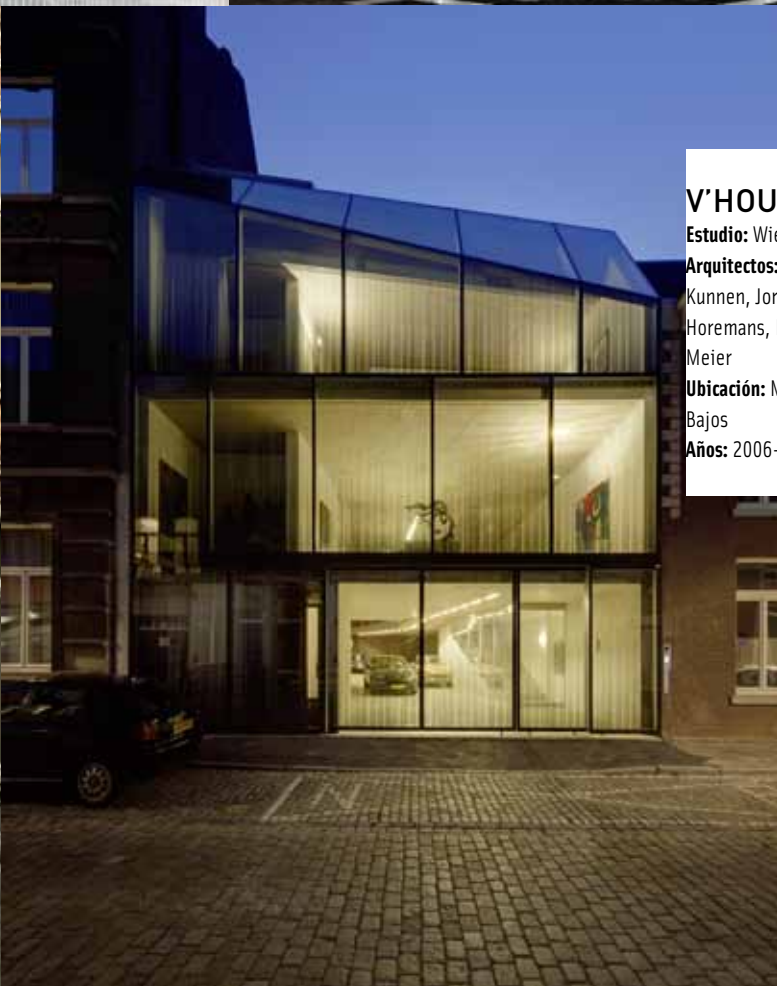 V'HOU
Estudio: Wie
Arquitectos:
Kunnen, Jor
Horemans,
Meier
Ubicación: N
Bajos
Años: 2006-